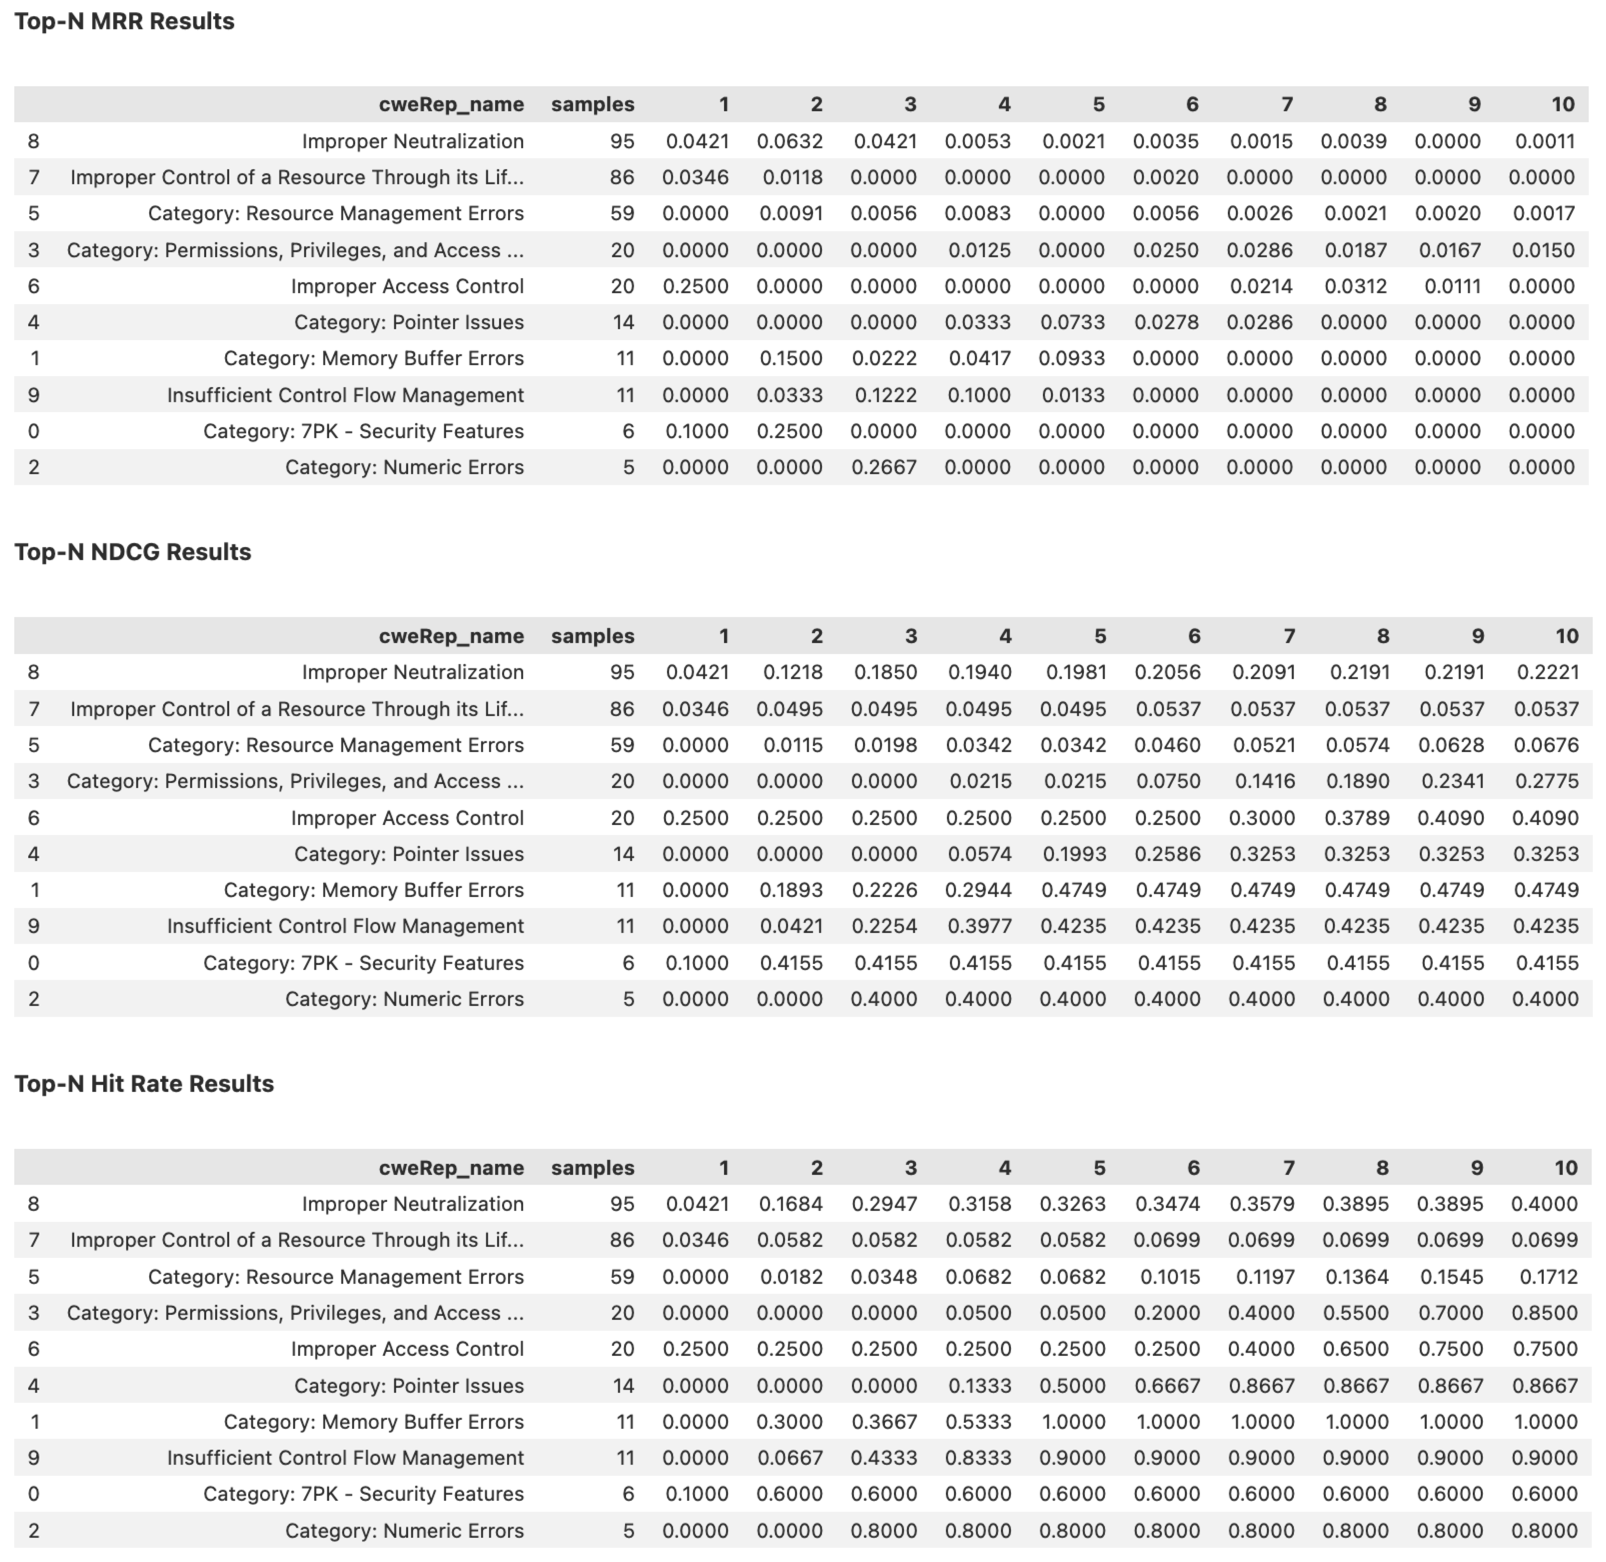 Top-N MRR Results
cweRep_name samples 1 2 3 4 5 6 7 8 9 10
8 Improper Neutralization 95 0.0421 0.0632 0.0421 0.0053 0.0021 0.0035 0.0015 0.0039 0.0000 0.0011
7 Improper Control of a Resource Through its Lif... 86 0.0346 0.0118 0.0000 0.0000 0.0000 0.0020 0.0000 0.0000 0.0000 0.0000
5 Category: Resource Management Errors 59 0.0000 0.0091 0.0056 0.0083 0.0000 0.0056 0.0026 0.0021 0.0020 0.0017
3 Category: Permissions, Privileges, and Access ... 20 0.0000 0.0000 0.0000 0.0125 0.0000 0.0250 0.0286 0.0187 0.0167 0.0150
6 Improper Access Control 20 0.2500 0.0000 0.0000 0.0000 0.0000 0.0000 0.0214 0.0312 0.0111 0.0000
4 Category: Pointer Issues 14 0.0000 0.0000 0.0000 0.0333 0.0733 0.0278 0.0286 0.0000 0.0000 0.0000
1 Category: Memory Buffer Errors 11 0.0000 0.1500 0.0222 0.0417 0.0933 0.0000 0.0000 0.0000 0.0000 0.0000
9 Insufficient Control Flow Management 11 0.0000 0.0333 0.1222 0.1000 0.0133 0.0000 0.0000 0.0000 0.0000 0.0000
0 Category: 7PK - Security Features 6 0.1000 0.2500 0.0000 0.0000 0.0000 0.0000 0.0000 0.0000 0.0000 0.0000
2 Category: Numeric Errors 5 0.0000 0.0000 0.2667 0.0000 0.0000 0.0000 0.0000 0.0000 0.0000 0.0000
Top-N NDCG Results
cweRep_name samples 1 2 3 4 5 6 7 8 9 10
8 Improper Neutralization 95 0.0421 0.1218 0.1850 0.1940 0.1981 0.2056 0.2091 0.2191 0.2191 0.2221
7 Improper Control of a Resource Through its Lif... 86 0.0346 0.0495 0.0495 0.0495 0.0495 0.0537 0.0537 0.0537 0.0537 0.0537
5 Category: Resource Management Errors 59 0.0000 0.0115 0.0198 0.0342 0.0342 0.0460 0.0521 0.0574 0.0628 0.0676
3 Category: Permissions, Privileges, and Access ... 20 0.0000 0.0000 0.0000 0.0215 0.0215 0.0750 0.1416 0.1890 0.2341 0.2775
6 Improper Access Control 20 0.2500 0.2500 0.2500 0.2500 0.2500 0.2500 0.3000 0.3789 0.4090 0.4090
4 Category: Pointer Issues 14 0.0000 0.0000 0.0000 0.0574 0.1993 0.2586 0.3253 0.3253 0.3253 0.3253
1 Category: Memory Buffer Errors 11 0.0000 0.1893 0.2226 0.2944 0.4749 0.4749 0.4749 0.4749 0.4749 0.4749
9 Insufficient Control Flow Management 11 0.0000 0.0421 0.2254 0.3977 0.4235 0.4235 0.4235 0.4235 0.4235 0.4235
0 Category: 7PK - Security Features 6 0.1000 0.4155 0.4155 0.4155 0.4155 0.4155 0.4155 0.4155 0.4155 0.4155
2 Category: Numeric Errors 5 0.0000 0.0000 0.4000 0.4000 0.4000 0.4000 0.4000 0.4000 0.4000 0.4000
Top-N Hit Rate Results
cweRep_name samples 1 2 3 4 5 6 7 8 9 10
8 Improper Neutralization 95 0.0421 0.1684 0.2947 0.3158 0.3263 0.3474 0.3579 0.3895 0.3895 0.4000
7 Improper Control of a Resource Through its Lif... 86 0.0346 0.0582 0.0582 0.0582 0.0582 0.0699 0.0699 0.0699 0.0699 0.0699
5 Category: Resource Management Errors 59 0.0000 0.0182 0.0348 0.0682 0.0682 0.1015 0.1197 0.1364 0.1545 0.1712
3 Category: Permissions, Privileges, and Access ... 20 0.0000 0.0000 0.0000 0.0500 0.0500 0.2000 0.4000 0.5500 0.7000 0.8500
6 Improper Access Control 20 0.2500 0.2500 0.2500 0.2500 0.2500 0.2500 0.4000 0.6500 0.7500 0.7500
4 Category: Pointer Issues 14 0.0000 0.0000 0.0000 0.1333 0.5000 0.6667 0.8667 0.8667 0.8667 0.8667
1 Category: Memory Buffer Errors 11 0.0000 0.3000 0.3667 0.5333 1.0000 1.0000 1.0000 1.0000 1.0000 1.0000
9 Insufficient Control Flow Management 11 0.0000 0.0667 0.4333 0.8333 0.9000 0.9000 0.9000 0.9000 0.9000 0.9000
0 Category: 7PK - Security Features 6 0.1000 0.6000 0.6000 0.6000 0.6000 0.6000 0.6000 0.6000 0.6000 0.6000
2 Category: Numeric Errors 5 0.0000 0.0000 0.8000 0.8000 0.8000 0.8000 0.8000 0.8000 0.8000 0.8000